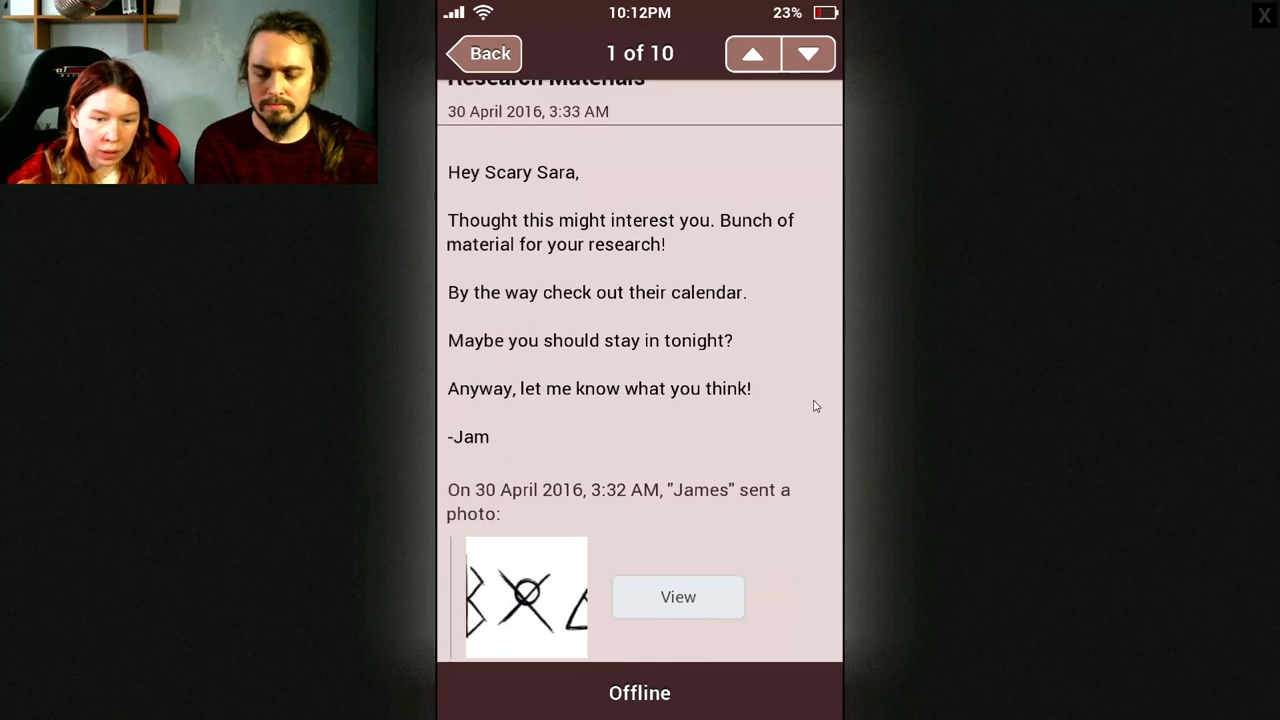 10:12PM
23%
Back
1 of 10
Research Materials
30 April 2016, 3:33 AM
Hey Scary Sara,
Thought this might interest you. Bunch of
material for your research!
By the way check out their calendar.
Maybe you should stay in tonight?
Anyway, let me know what you think!
-Jam
On 30 April 2016, 3:32 AM, "James" sent a
photo:
View
Offline
X